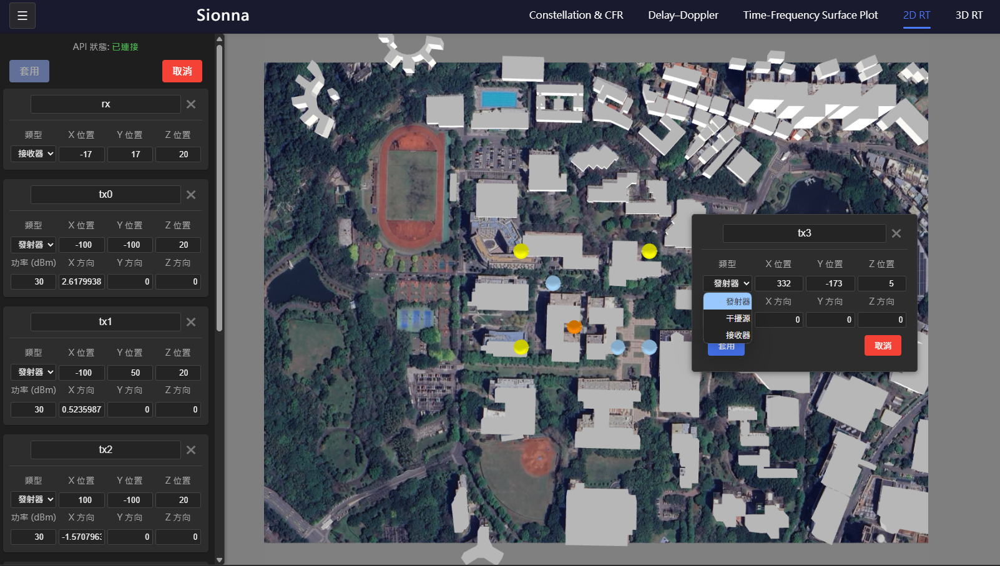 Sionna
Constellation & CFR
Delay–Doppler
Time-Frequency Surface Plot
2D RT
3D RT
API 狀態: 已連接
套用
取消
rx
類型
X 位置
Y 位置
Z 位置
接收器
-17
17
20
tx0
類型
X 位置
Y 位置
Z 位置
發射器
-100
-100
20
功率 (dBm)
X 方向
Y 方向
Z 方向
30
2.6179938
0
0
tx1
類型
X 位置
Y 位置
Z 位置
發射器
-100
50
20
功率 (dBm)
X 方向
Y 方向
Z 方向
30
0.5235987
0
0
tx2
類型
X 位置
Y 位置
Z 位置
發射器
100
-100
20
功率 (dBm)
X 方向
Y 方向
Z 方向
30
-1.5707963
0
0
tx3
類型
X 位置
Y 位置
Z 位置
發射器
332
-173
5
發射器
干擾源
接收器
X 方向
Y 方向
Z 方向
0
0
0
套用
取消